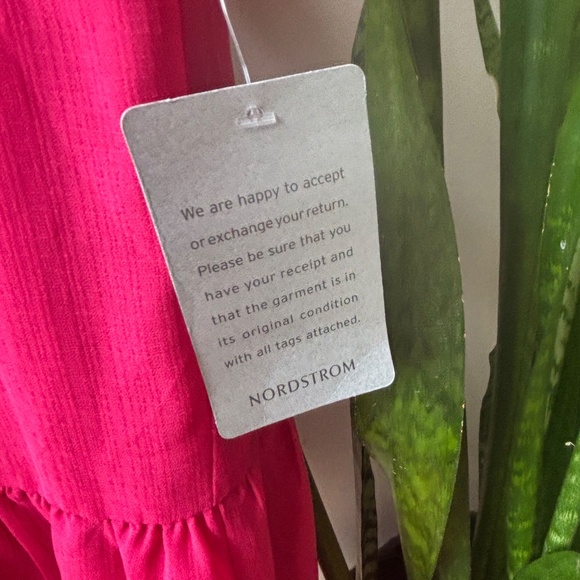 We are happy to accept
or exchange your return.
Please be sure that you
have your receipt and
that the garment is in
its original condition
with all tags attached.
NORDSTROM